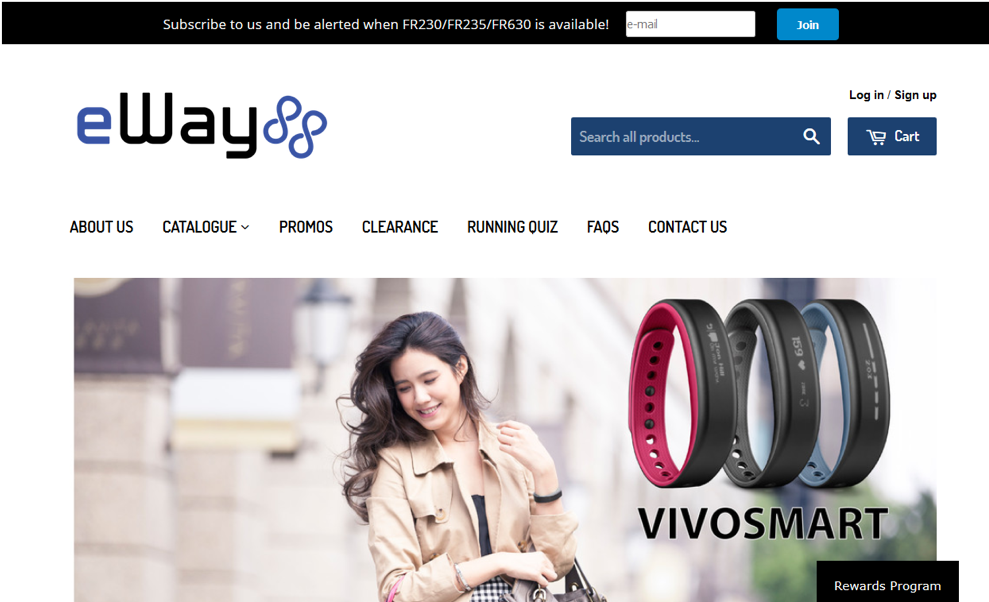 Subscribe to us and be alerted when FR230/FR235/FR630 is available! e-mail Join
eWay
Log in / Sign up
Search all products... Cart
ABOUT US CATALOGUE PROMOS CLEARANCE RUNNING QUIZ FAQS CONTACT US
159
VIVOSMART
Rewards Program